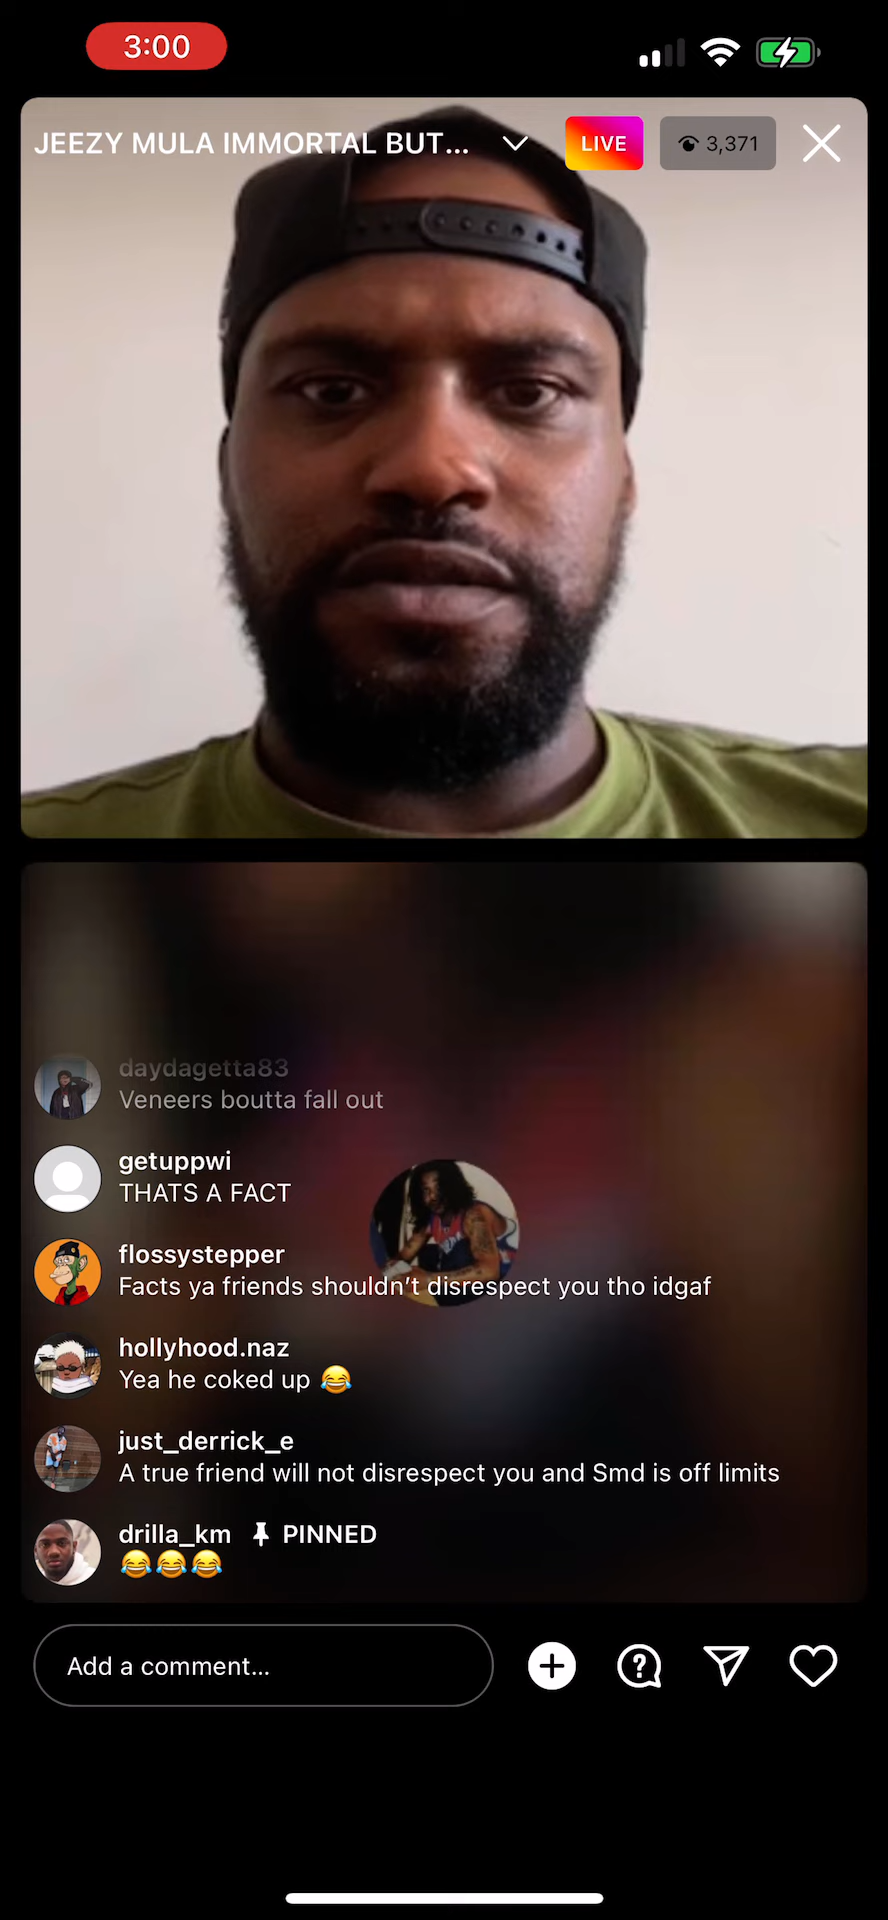 3:00
JEEZY MULA IMMORTAL BUT...
LIVE
3,371
daydagetta83
Veneers boutta fall out
getuppwi
THATS A FACT
flossystepper
Facts ya friends shouldn't disrespect you tho idgaf
hollyhood.naz
Yea he coked up 😂
just_derrick_e
A true friend will not disrespect you and Smd is off limits
drilla_km PINNED
😂😂😂
Add a comment...